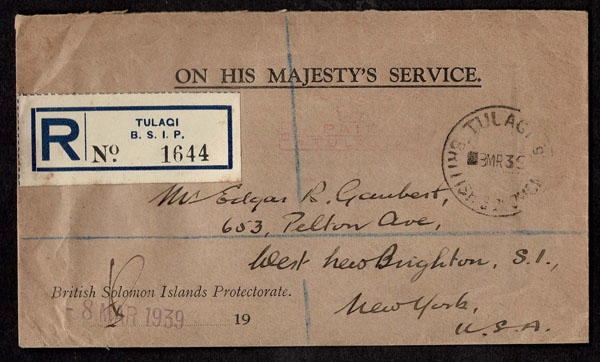 ON HIS MAJESTY'S SERVICE.
R
TULAGI
B. S. I. P.
No. 1644
TULAGI
8 MR 39
Mr Edgar R. Gaubert,
653, Pelton Ave,
West New Brighton, S.I.,
New York,
U.S.A.
British Solomon Islands Protectorate.
- 8 MAR 1939
19